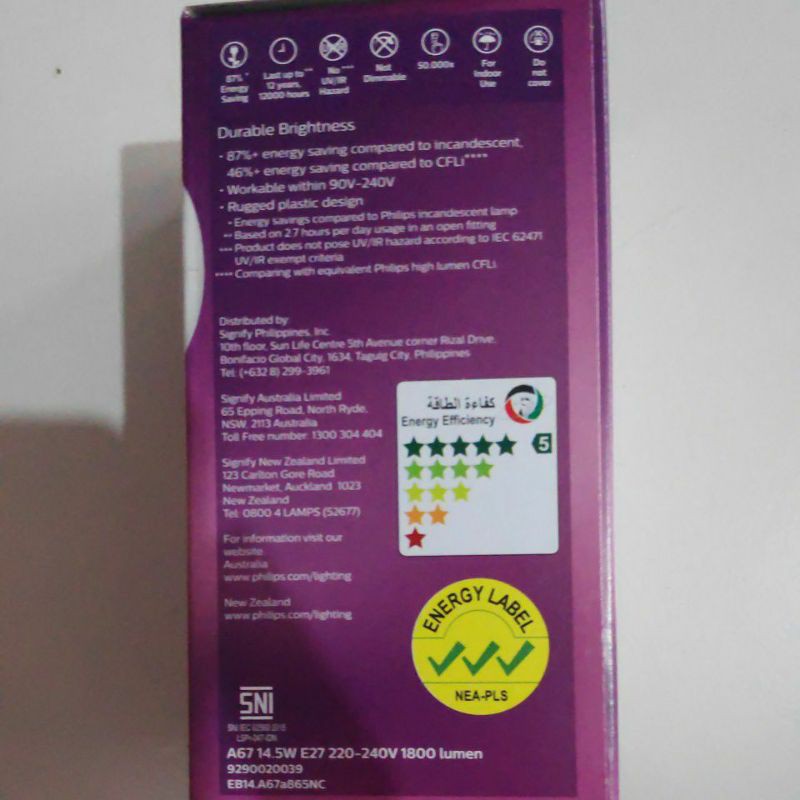 87% *
Energy
Saving
Last up to **
12 years,
12000 hours
No ***
UV/IR
Hazard
Not
Dimmable
50.000x
For
Indoor
Use
Do
not
cover
Durable Brightness
• 87%+ energy saving compared to incandescent,
46%+ energy saving compared to CFLi****
• Workable within 90V-240V
• Rugged plastic design
* Energy savings compared to Philips incandescent lamp
** Based on 2.7 hours per day usage in an open fitting
*** Product does not pose UV/IR hazard according to IEC 62471
UV/IR exempt criteria
**** Comparing with equivalent Philips high lumen CFLi.
Distributed by:
Signify Philippines, Inc.
10th floor, Sun Life Centre 5th Avenue corner Rizal Drive,
Bonifacio Global City, 1634, Taguig City, Philippines
Tel: (+632 8) 299-3961
Signify Australia Limited
65 Epping Road, North Ryde,
NSW, 2113 Australia
Toll Free number: 1300 304 404
Signify New Zealand Limited
123 Carlton Gore Road
Newmarket, Auckland 1023
New Zealand
Tel: 0800 4 LAMPS (52677)
For information visit our
website
Australia
www.philips.com/lighting
New Zealand
www.philips.com/lighting
كفاءة الطاقة
Energy Efficiency
5
ENERGY LABEL
NEA-PLS
SNI
A67 14.5W E27 220-240V 1800 lumen
9290020039
EB14.A67a865NC